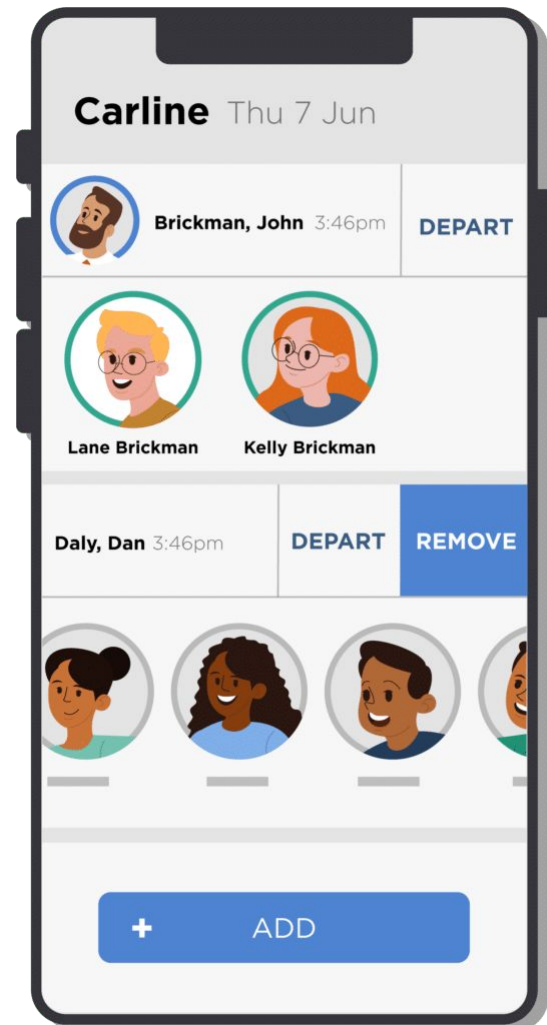 Carline Thu 7 Jun
Brickman, John 3:46pm DEPART
Lane Brickman Kelly Brickman
Daly, Dan 3:46pm DEPART REMOVE
+ ADD